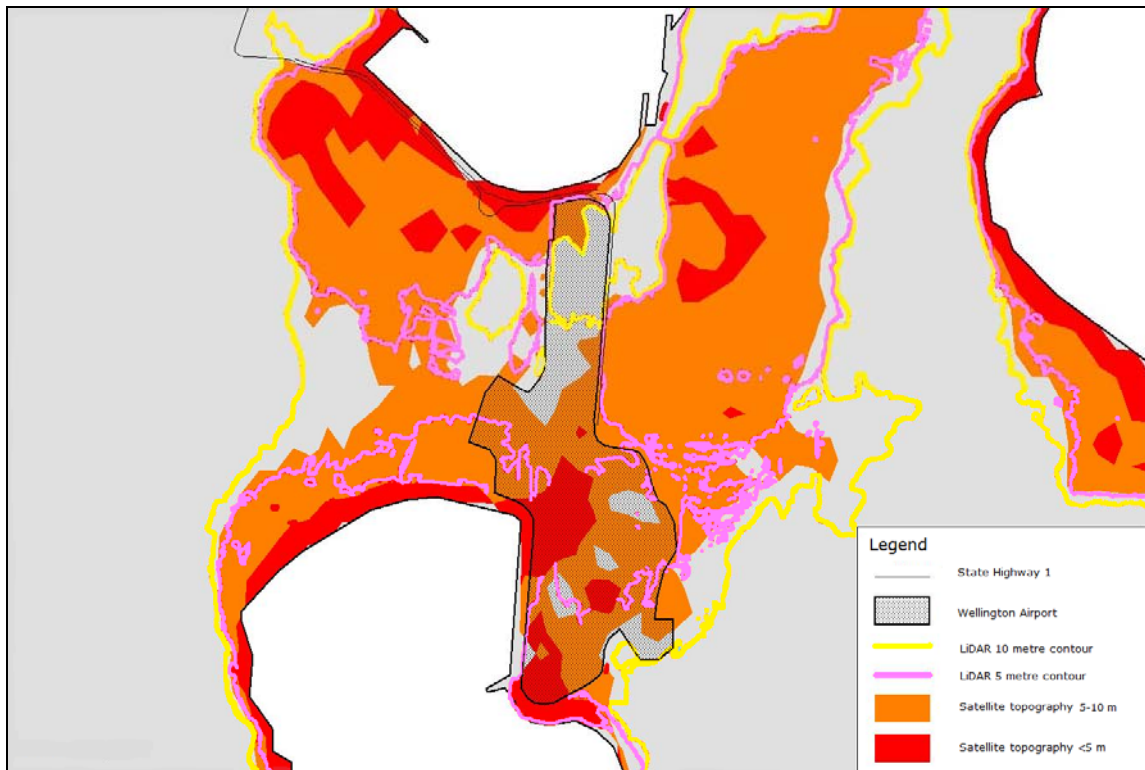 Legend
State Highway 1
Wellington Airport
LiDAR 10 metre contour
LiDAR 5 metre contour
Satellite topography 5-10 m
Satellite topography <5 m